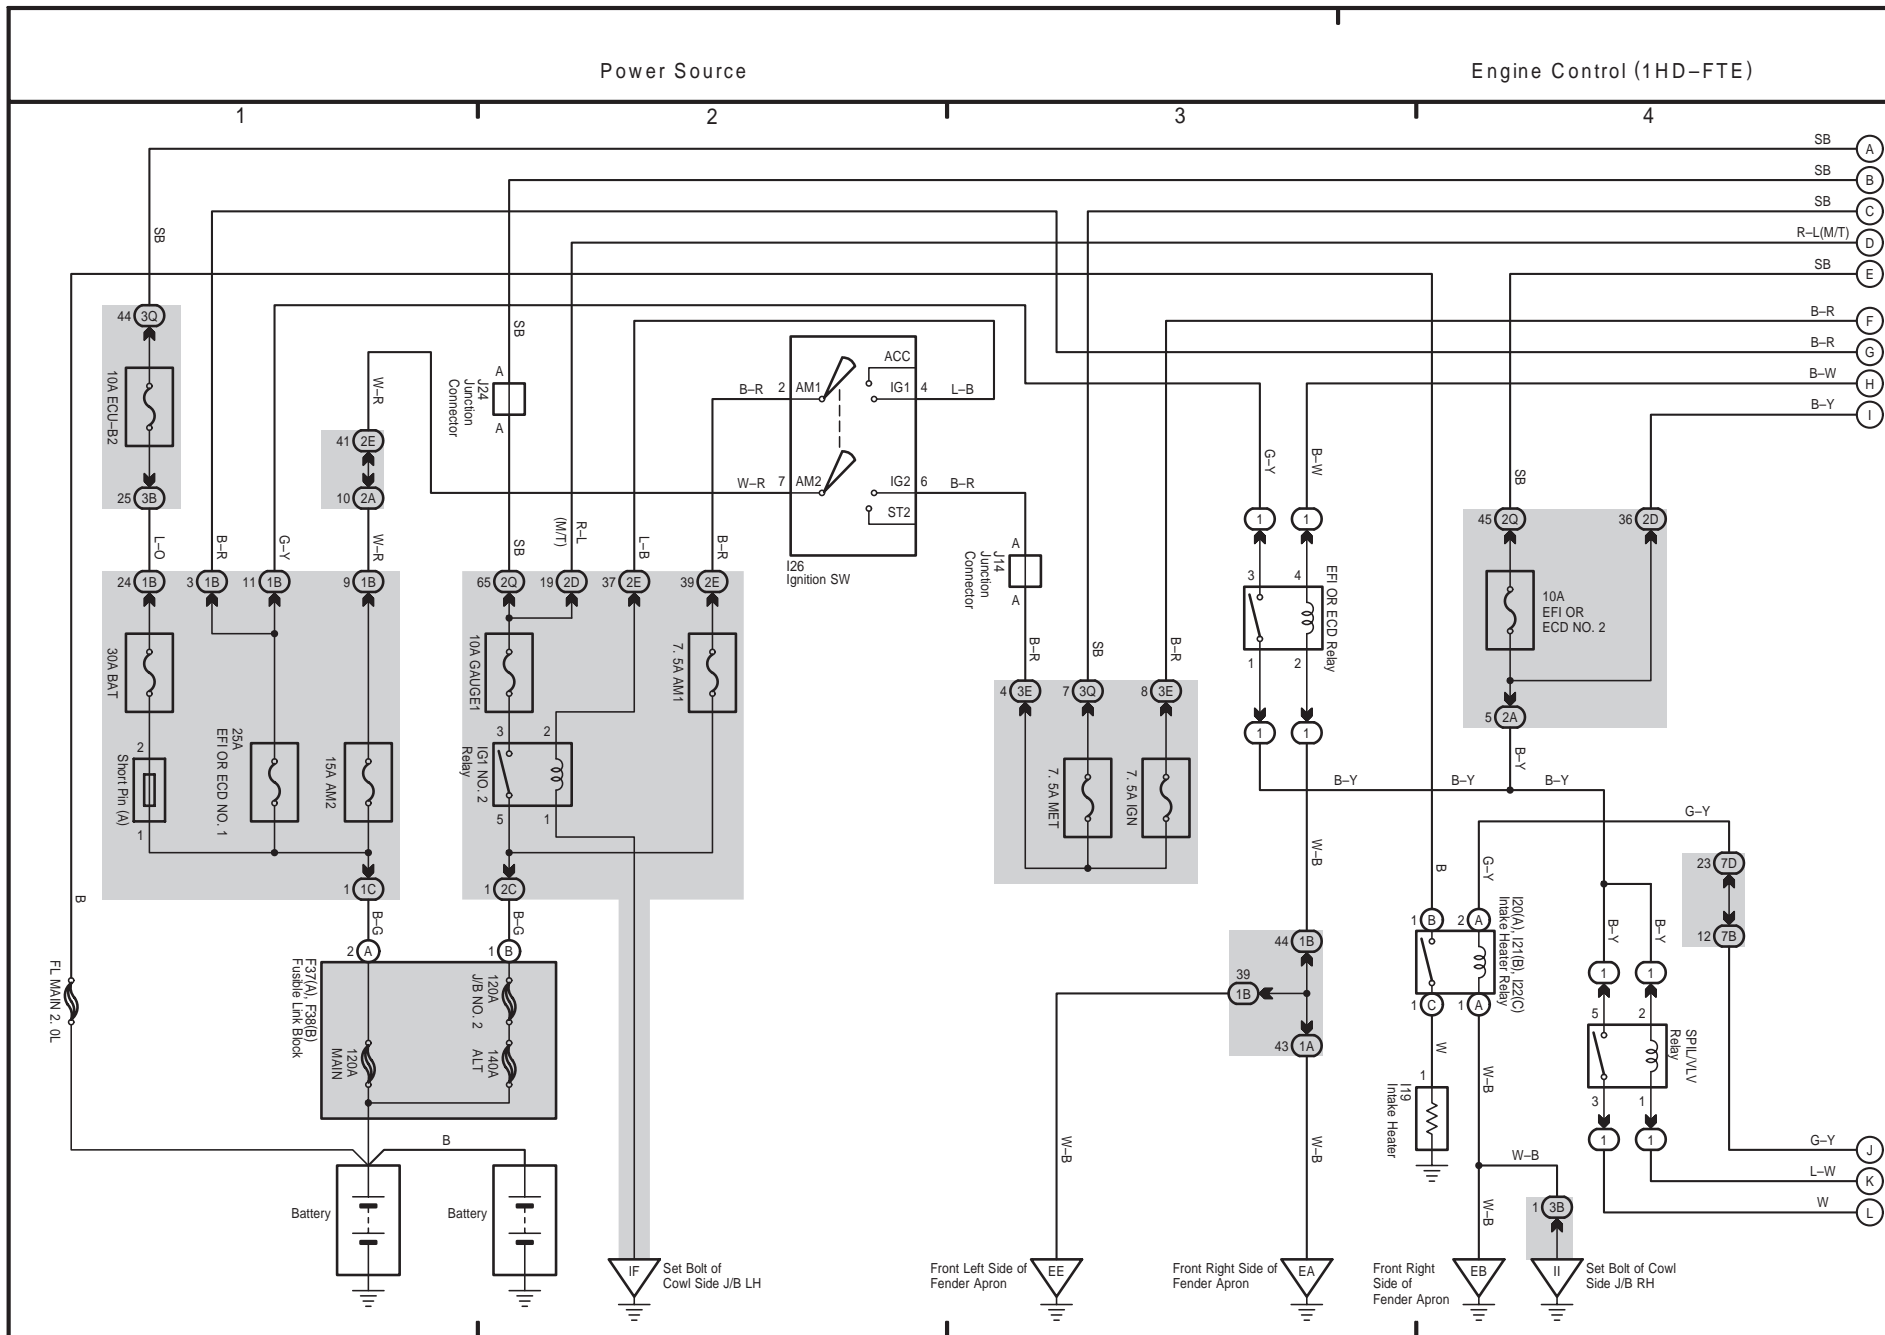 Power Source
Engine Control (1HD–FTE)
1
2
3
4
SB
A
SB
B
SB
C
R–L(M/T)
D
SB
E
B–R
F
B–R
G
B–W
H
B–Y
I
SB
44 3Q
10A ECU–B2
25 3B
L–O
B–R
G–Y
W–R
41 2E
10 2A
W–R
24 1B
3 1B
11 1B
9 1B
30A BAT
2
Short Pin (A)
1
25A
EFI OR ECD NO. 1
15A AM2
1 1C
B–G
2 A
B
FL MAIN 2. 0L
F37(A), F38(B)
Fusible Link Block
120A
MAIN
120A
J/B NO. 2
140A
ALT
B
Battery
Battery
SB
A
J24
Junction
Connector
A
SB
R–L
(M/T)
L–B
B–R
65 2Q
19 2D
37 2E
39 2E
10A GAUGE1
7. 5A AM1
3
2
IG1 NO. 2
Relay
5
1
1 2C
B–G
1 B
IF
Set Bolt of
Cowl Side J/B LH
B–R
2
AM1
ACC
IG1
4
L–B
W–R
7
AM2
IG2
6
B–R
ST2
I26
Ignition SW
A
J14
Junction
Connector
A
B–R
SB
B–R
4 3E
7 3Q
8 3E
7. 5A MET
7. 5A IGN
G–Y
B–W
1
1
3
4
EFI OR ECD Relay
1
2
1
1
B–Y
B–Y
B–Y
B–Y
W–B
44 1B
39
1B
43 1A
W–B
W–B
Front Left Side of
Fender Apron
EE
Front Right Side of
Fender Apron
EA
SB
45 2Q
36 2D
10A
EFI OR
ECD NO. 2
5 2A
G–Y
B
G–Y
1 B
2 A
I20(A), I21(B), I22(C)
Intake Heater Relay
1 C
1 A
W
1
I19
Intake Heater
W–B
W–B
W–B
1 3B
Front Right
Side of
Fender Apron
EB
II
Set Bolt of Cowl
Side J/B RH
23 7D
12 7B
B–Y
B–Y
1
1
5
2
SPIL/VLV
Relay
3
1
1
1
G–Y
J
L–W
K
W
L